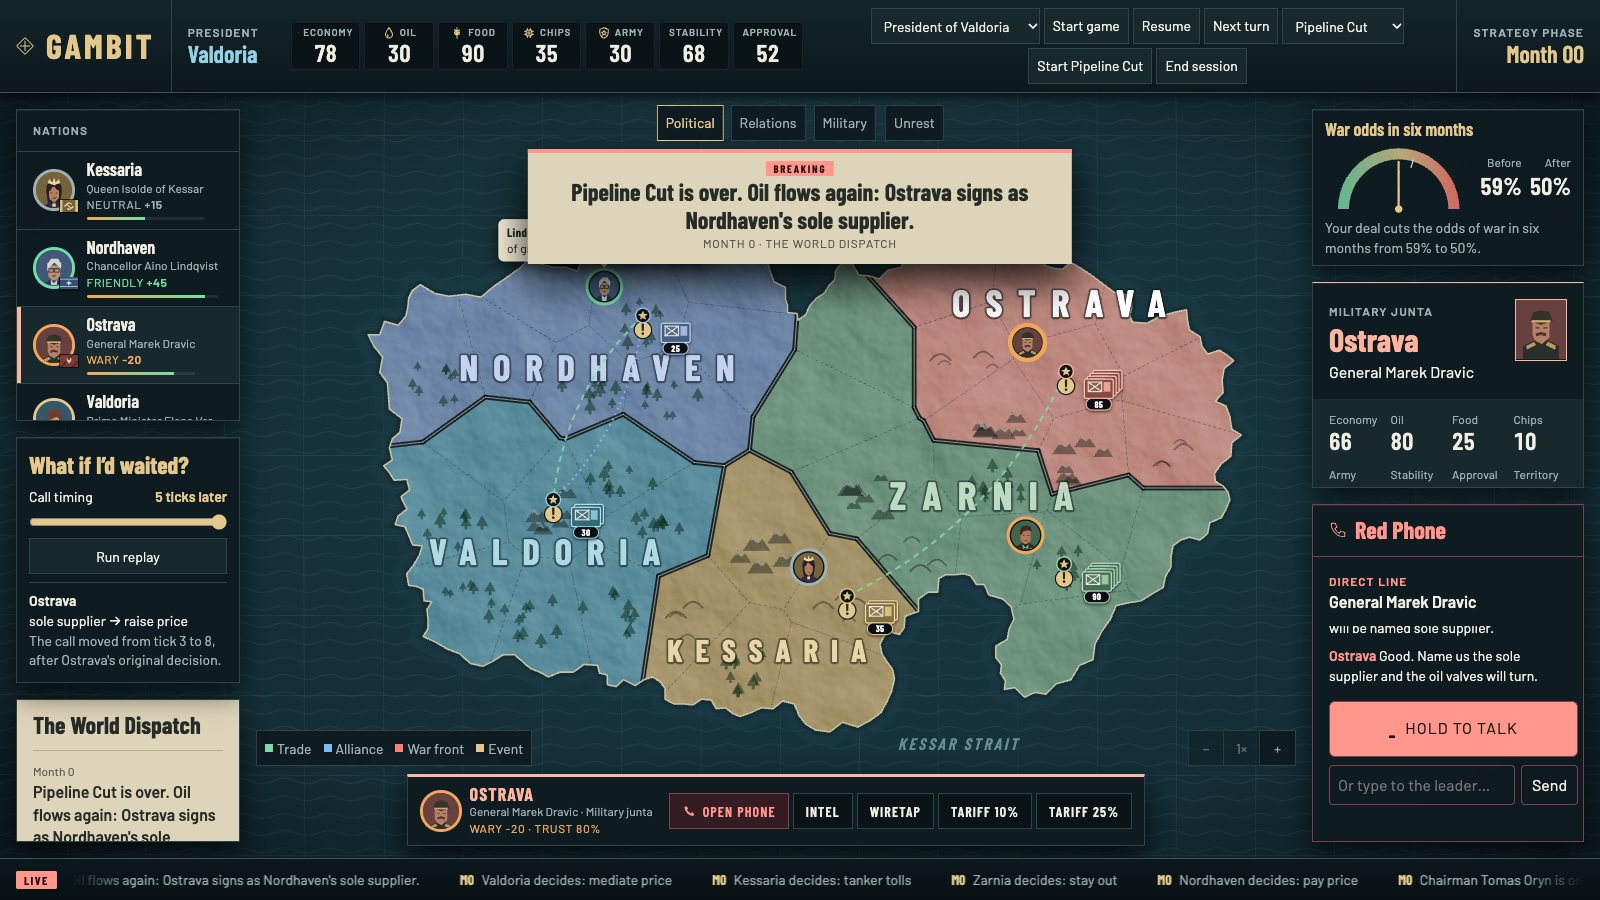 GAMBIT
PRESIDENT
Valdoria
ECONOMY
78
OIL
30
FOOD
90
CHIPS
35
ARMY
30
STABILITY
68
APPROVAL
52
President of Valdoria
Start game
Resume
Next turn
Pipeline Cut
Start Pipeline Cut
End session
STRATEGY PHASE
Month 00
NATIONS
Kessaria
Queen Isolde of Kessar
NEUTRAL +15
Nordhaven
Chancellor Aino Lindqvist
FRIENDLY +45
Ostrava
General Marek Dravic
WARY -20
Valdoria
What if I'd waited?
Call timing
5 ticks later
Run replay
Ostrava
sole supplier → raise price
The call moved from tick 3 to 8,
after Ostrava's original decision.
The World Dispatch
Month 0
Pipeline Cut is over. Oil
flows again: Ostrava signs
as Nordhaven's sole
Political
Relations
Military
Unrest
BREAKING
Pipeline Cut is over. Oil flows again: Ostrava signs as
Nordhaven's sole supplier.
MONTH 0 · THE WORLD DISPATCH
OSTRAVA
85
NORDHAVEN
25
ZARNIA
90
VALDORIA
30
KESSARIA
35
KESSAR STRAIT
Trade
Alliance
War front
Event
−
1×
+
OSTRAVA
General Marek Dravic · Military junta
WARY -20 · TRUST 80%
OPEN PHONE
INTEL
WIRETAP
TARIFF 10%
TARIFF 25%
War odds in six months
Before
59%
After
50%
Your deal cuts the odds of war in six
months from 59% to 50%.
MILITARY JUNTA
Ostrava
General Marek Dravic
Economy
66
Oil
80
Food
25
Chips
10
Army
Stability
Approval
Territory
Red Phone
DIRECT LINE
General Marek Dravic
will be named sole supplier.
Ostrava Good. Name us the sole
supplier and the oil valves will turn.
HOLD TO TALK
Or type to the leader...
Send
LIVE
flows again: Ostrava signs as Nordhaven's sole supplier.
M0 Valdoria decides: mediate price
M0 Kessaria decides: tanker tolls
M0 Zarnia decides: stay out
M0 Nordhaven decides: pay price
M0 Chairman Tomas Oryn is